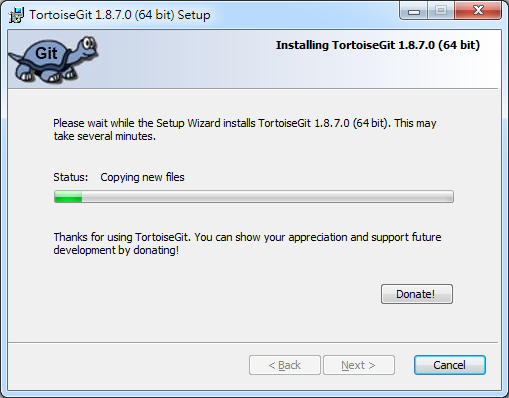 TortoiseGit 1.8.7.0 (64 bit) Setup
Git
Installing TortoiseGit 1.8.7.0 (64 bit)
Please wait while the Setup Wizard installs TortoiseGit 1.8.7.0 (64 bit). This may
take several minutes.
Status: Copying new files
Thanks for using TortoiseGit. You can show your appreciation and support future
development by donating!
Donate!
< Back Next > Cancel